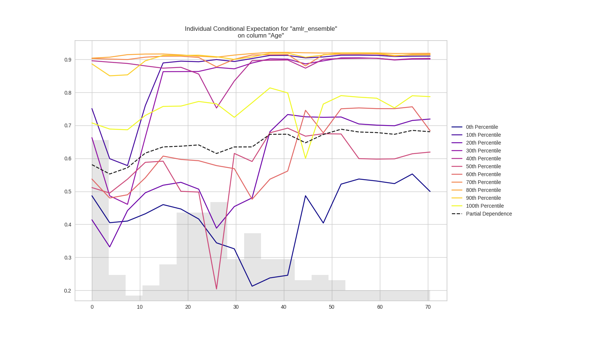 Individual Conditional Expectation for "amlr_ensemble"
on column "Age"
0.9
0.8
0.7
0.6
0.5
0.4
0.3
0.2
0
10
20
30
40
50
60
70
0th Percentile
10th Percentile
20th Percentile
30th Percentile
40th Percentile
50th Percentile
60th Percentile
70th Percentile
80th Percentile
90th Percentile
100th Percentile
Partial Dependence